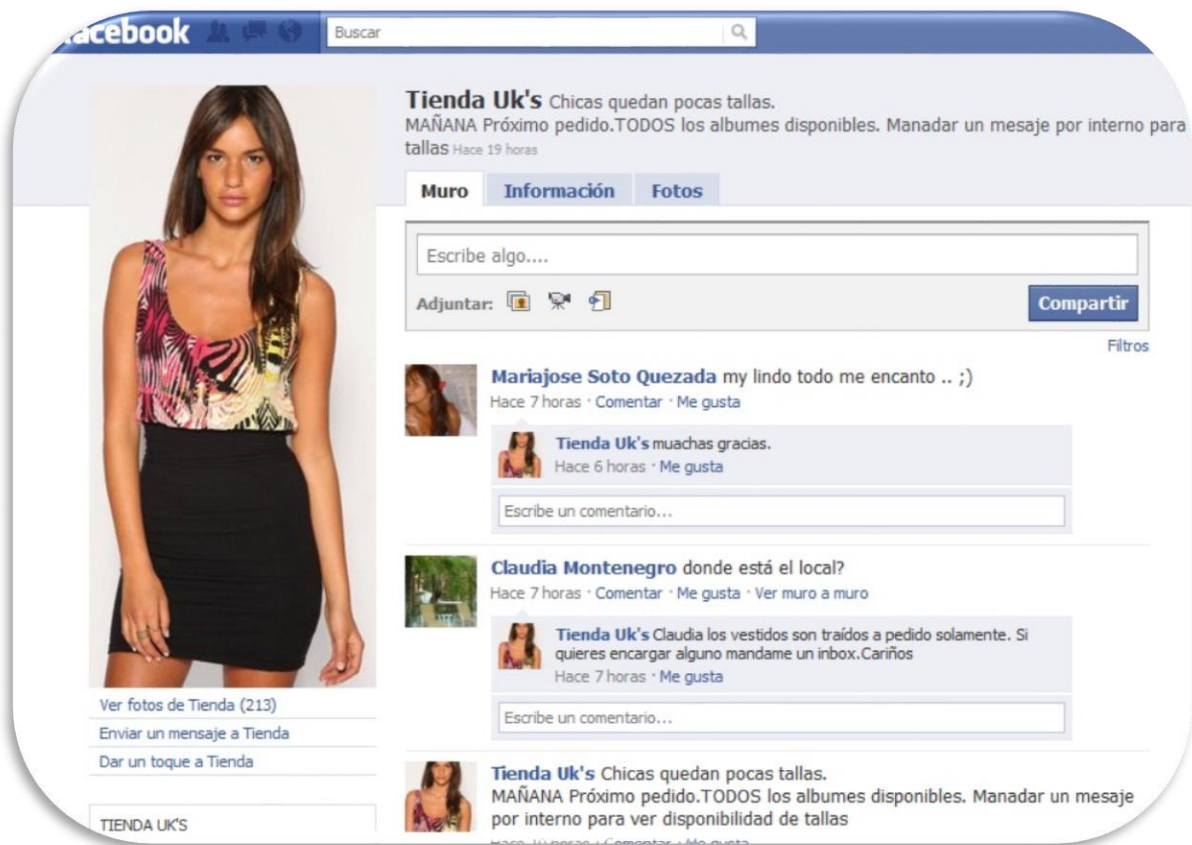 facebook
Buscar
Tienda Uk's Chicas quedan pocas tallas.
MAÑANA Próximo pedido.TODOS los albumes disponibles. Manadar un mesaje por interno para
tallas Hace 19 horas
Muro Información Fotos
Escribe algo....
Adjuntar:
Compartir
Filtros
Mariajose Soto Quezada my lindo todo me encanto .. ;)
Hace 7 horas · Comentar · Me gusta
Tienda Uk's muachas gracias.
Hace 6 horas · Me gusta
Escribe un comentario...
Claudia Montenegro donde está el local?
Hace 7 horas · Comentar · Me gusta · Ver muro a muro
Tienda Uk's Claudia los vestidos son traídos a pedido solamente. Si
quieres encargar alguno mandame un inbox.Cariños
Hace 7 horas · Me gusta
Escribe un comentario...
Tienda Uk's Chicas quedan pocas tallas.
MAÑANA Próximo pedido.TODOS los albumes disponibles. Manadar un mesaje
por interno para ver disponibilidad de tallas
horas · Comentar · Me gusta
Ver fotos de Tienda (213)
Enviar un mensaje a Tienda
Dar un toque a Tienda
TIENDA UK'S